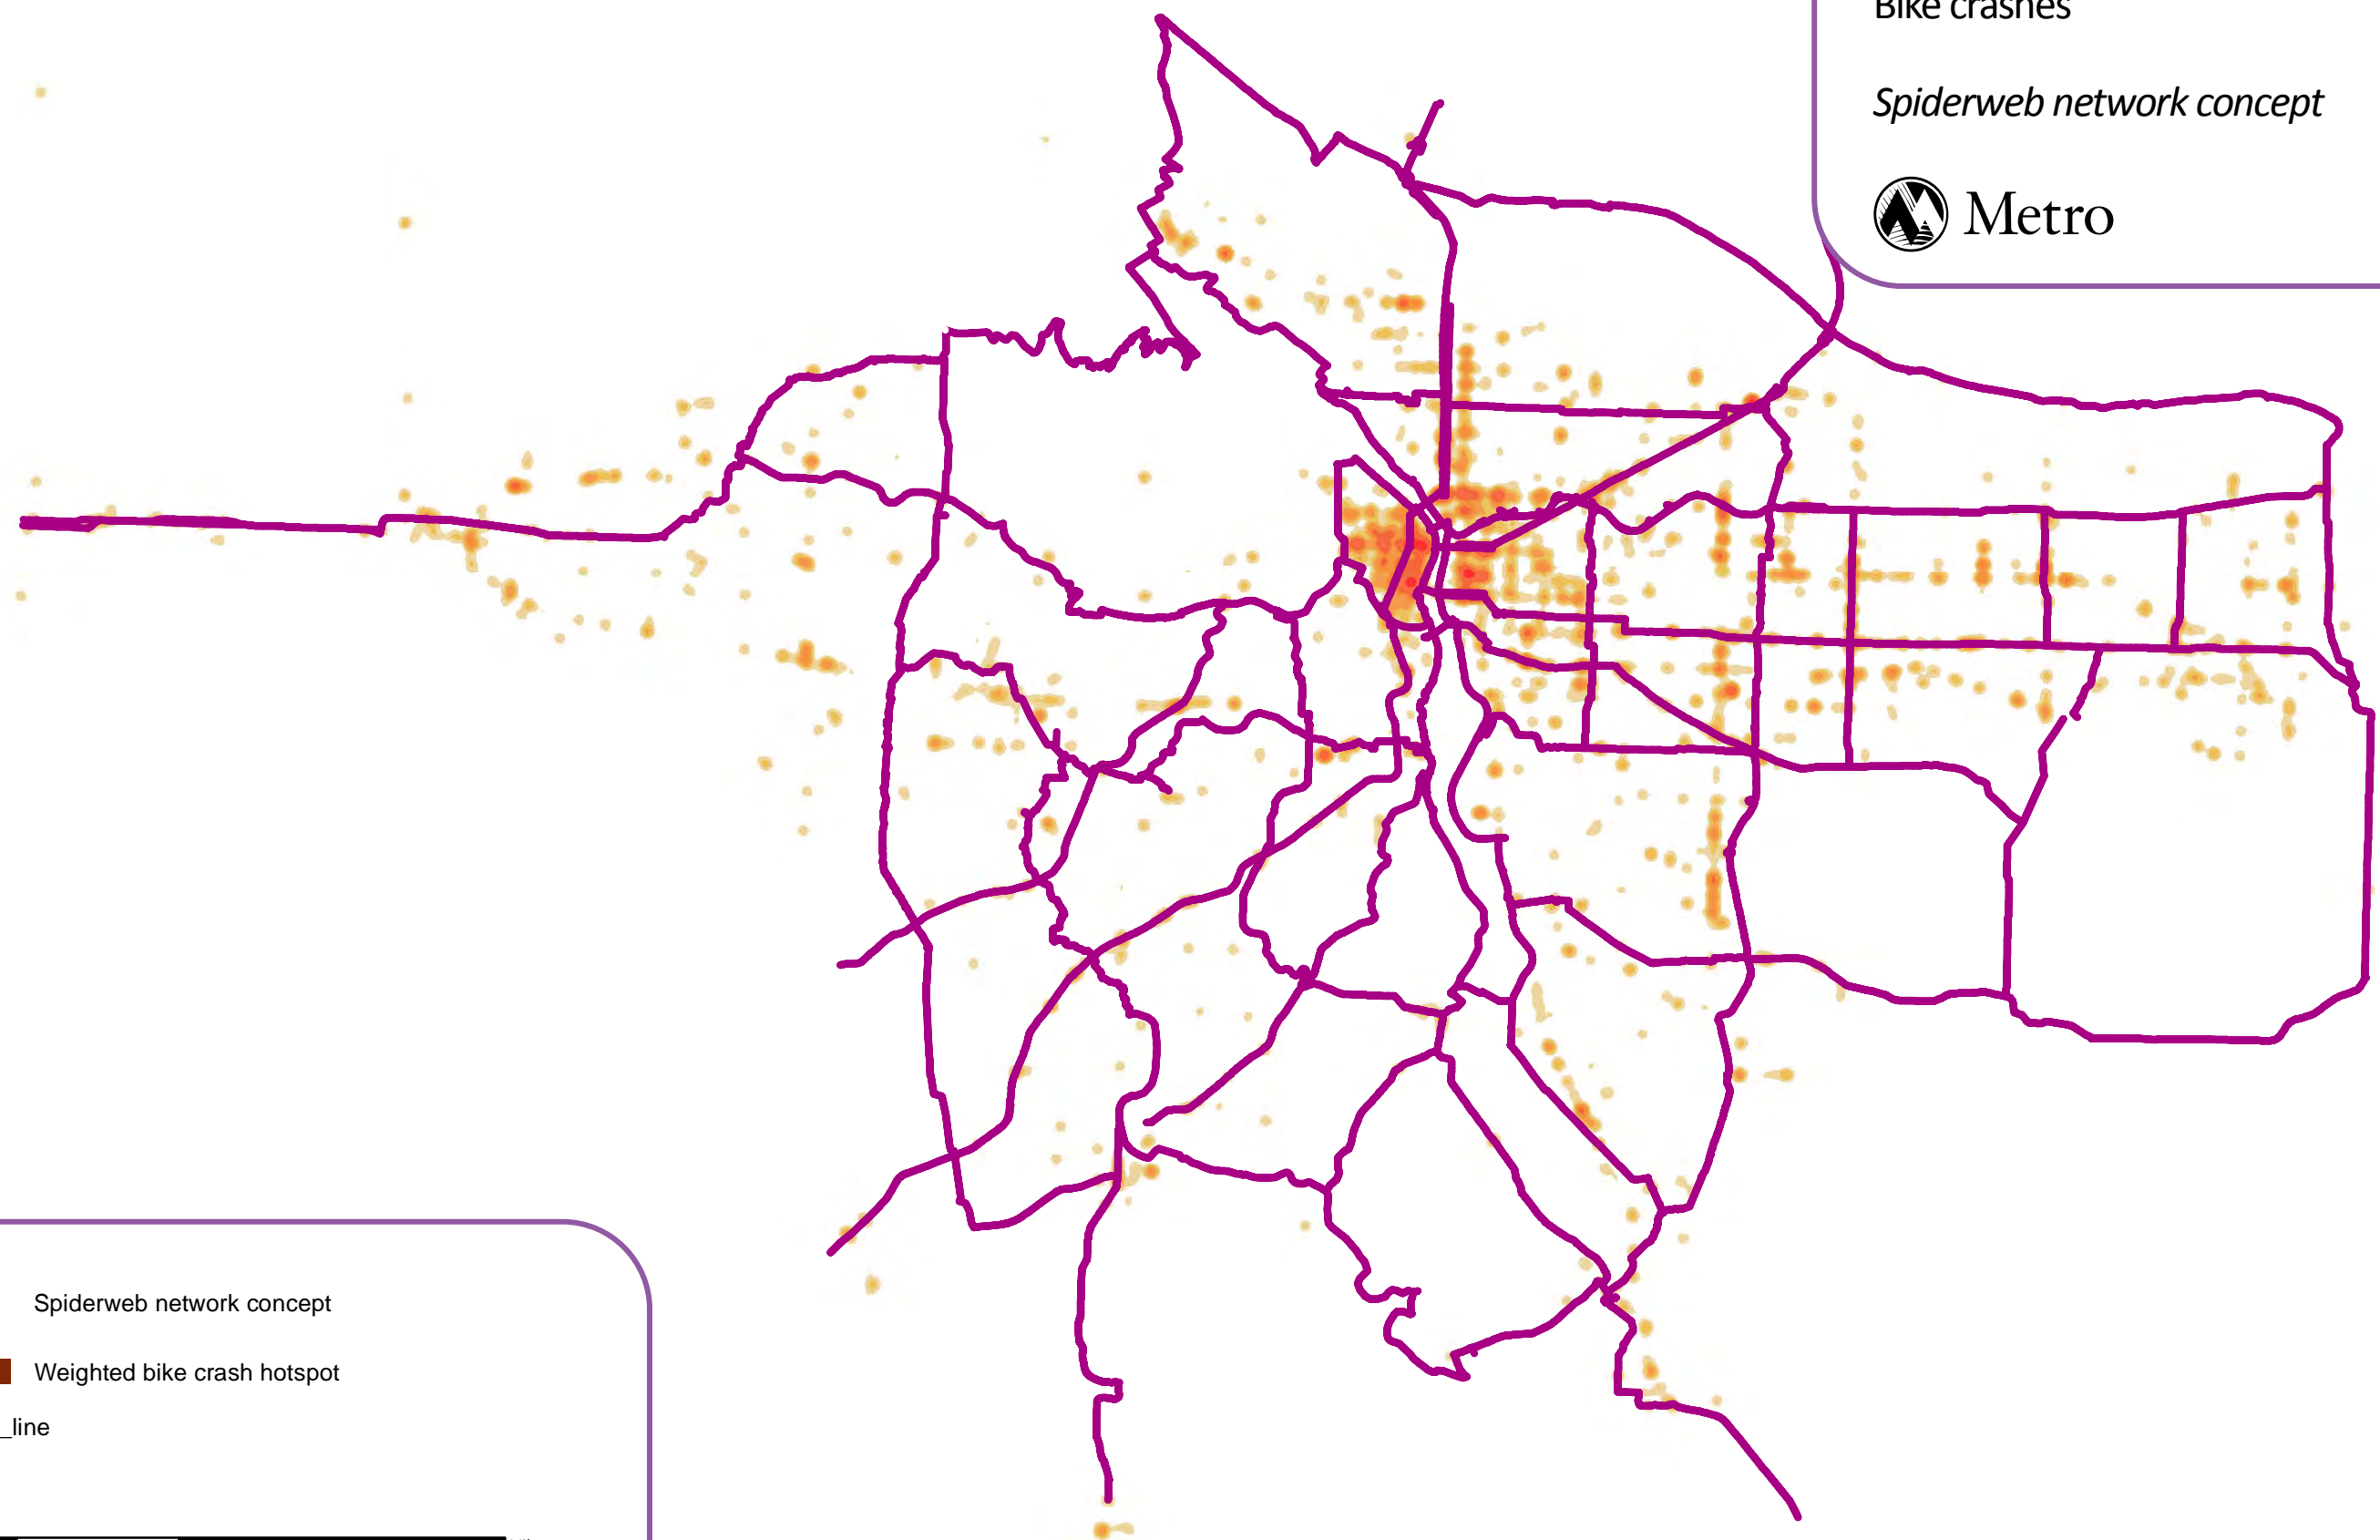 Bike crashes
Spiderweb network concept
Metro
Spiderweb network concept
Weighted bike crash hotspot
_line